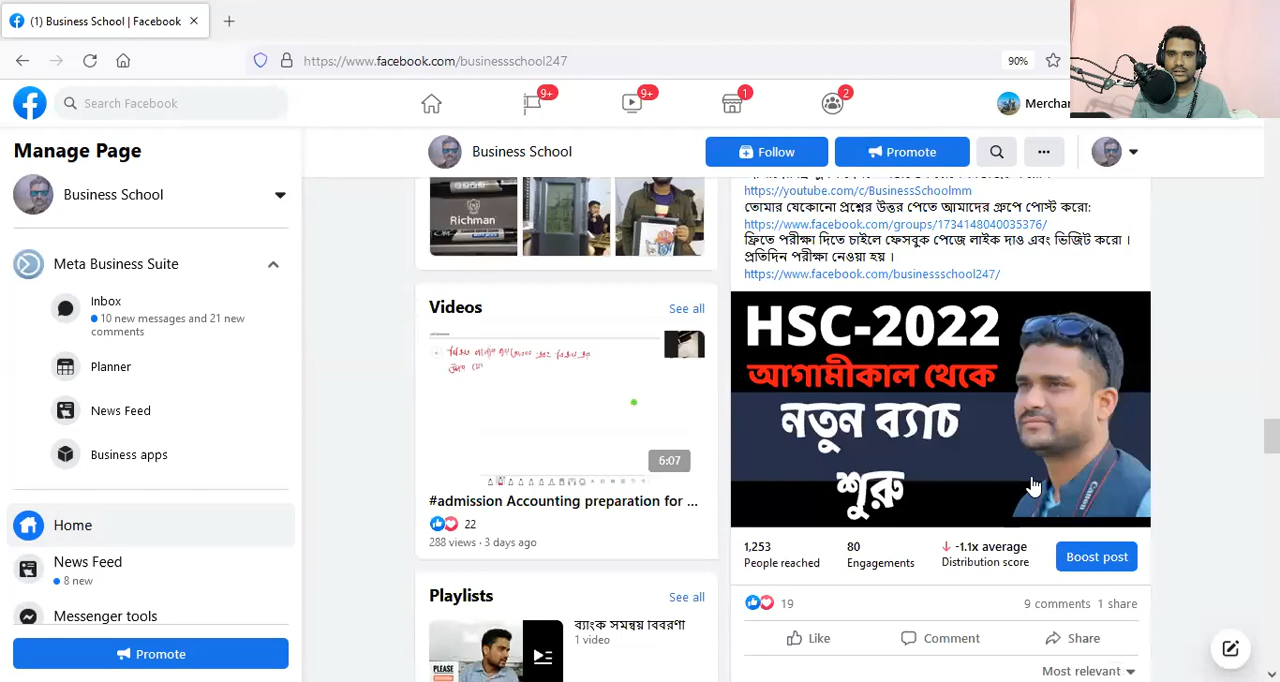 (1) Business School | Facebook
https://www.facebook.com/businessschool247
90%
Search Facebook
9+
9+
1
2
Merchan
Manage Page
Business School
Follow
Promote
Business School
https://youtube.com/c/BusinessSchoolmm
তোমার যেকোনো প্রশ্নের উত্তর পেতে আমাদের গ্রুপে পোস্ট করো:
https://www.facebook.com/groups/1734148040035376/
ফ্রিতে পরীক্ষা দিতে চাইলে ফেসবুক পেজে লাইক দাও এবং ভিজিট করো ।
প্রতিদিন পরীক্ষা নেওয়া হয় ।
https://www.facebook.com/businessschool247/
Richman
Meta Business Suite
Inbox
10 new messages and 21 new
comments
Planner
News Feed
Business apps
Home
News Feed
8 new
Messenger tools
Promote
Videos
See all
6:07
#admission Accounting preparation for ...
22
288 views · 3 days ago
Playlists
See all
ব্যাংক সমন্বয় বিবরণী
1 video
PLEASE
HSC-2022
আগামীকাল থেকে
নতুন ব্যাচ
শুরু
Canon
1,253
People reached
80
Engagements
-1.1x average
Distribution score
Boost post
19
9 comments
1 share
Like
Comment
Share
Most relevant